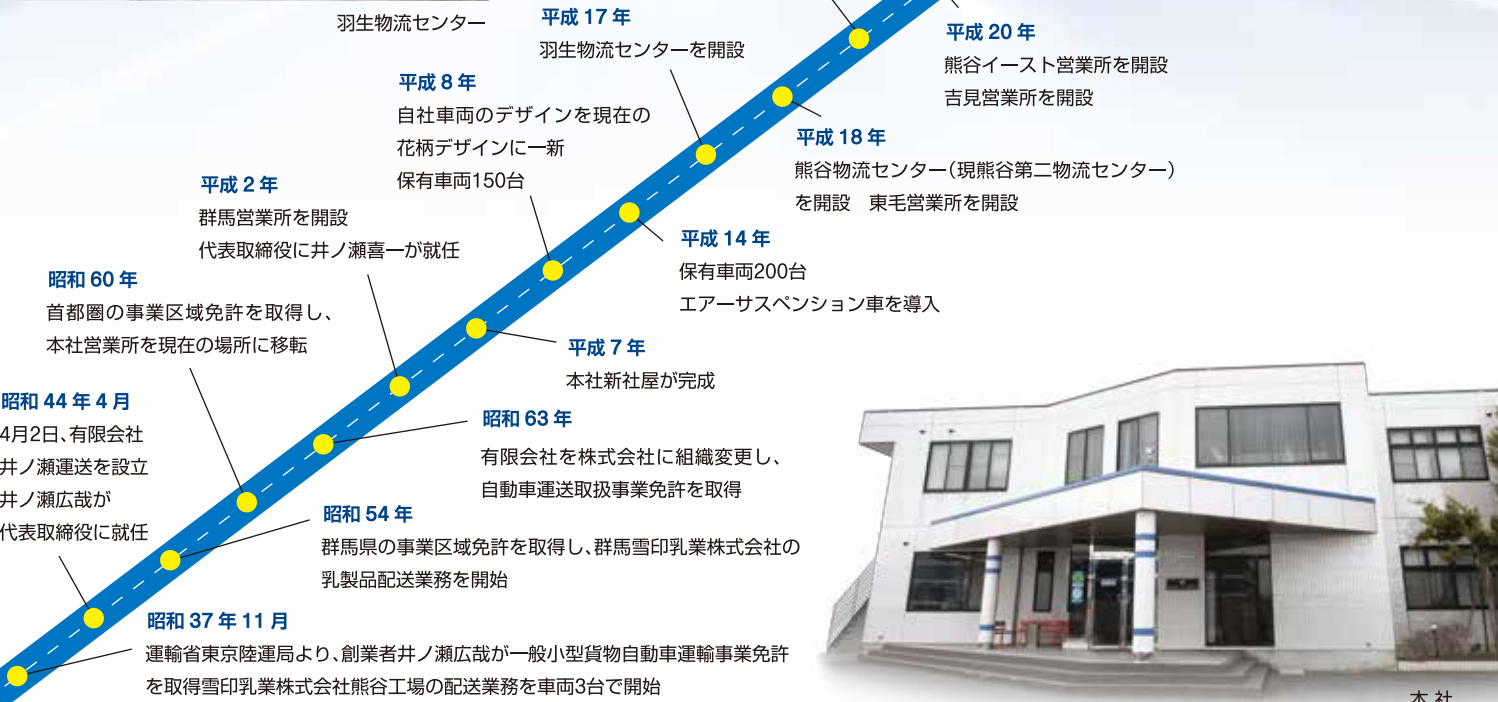 羽生物流センター
平成 17 年
羽生物流センターを開設
平成 20 年
熊谷イースト営業所を開設
吉見営業所を開設
平成 8 年
自社車両のデザインを現在の
花柄デザインに一新
保有車両150台
平成 18 年
熊谷物流センター(現熊谷第二物流センター)
を開設　東毛営業所を開設
平成 2 年
群馬営業所を開設
代表取締役に井ノ瀬喜一が就任
平成 14 年
保有車両200台
エアーサスペンション車を導入
昭和 60 年
首都圏の事業区域免許を取得し、
本社営業所を現在の場所に移転
平成 7 年
本社新社屋が完成
昭和 44 年 4 月
4月2日、有限会社
井ノ瀬運送を設立
井ノ瀬広哉が
代表取締役に就任
昭和 63 年
有限会社を株式会社に組織変更し、
自動車運送取扱事業免許を取得
昭和 54 年
群馬県の事業区域免許を取得し、群馬雪印乳業株式会社の
乳製品配送業務を開始
昭和 37 年 11 月
運輸省東京陸運局より、創業者井ノ瀬広哉が一般小型貨物自動車運輸事業免許
を取得雪印乳業株式会社熊谷工場の配送業務を車両3台で開始
本 社